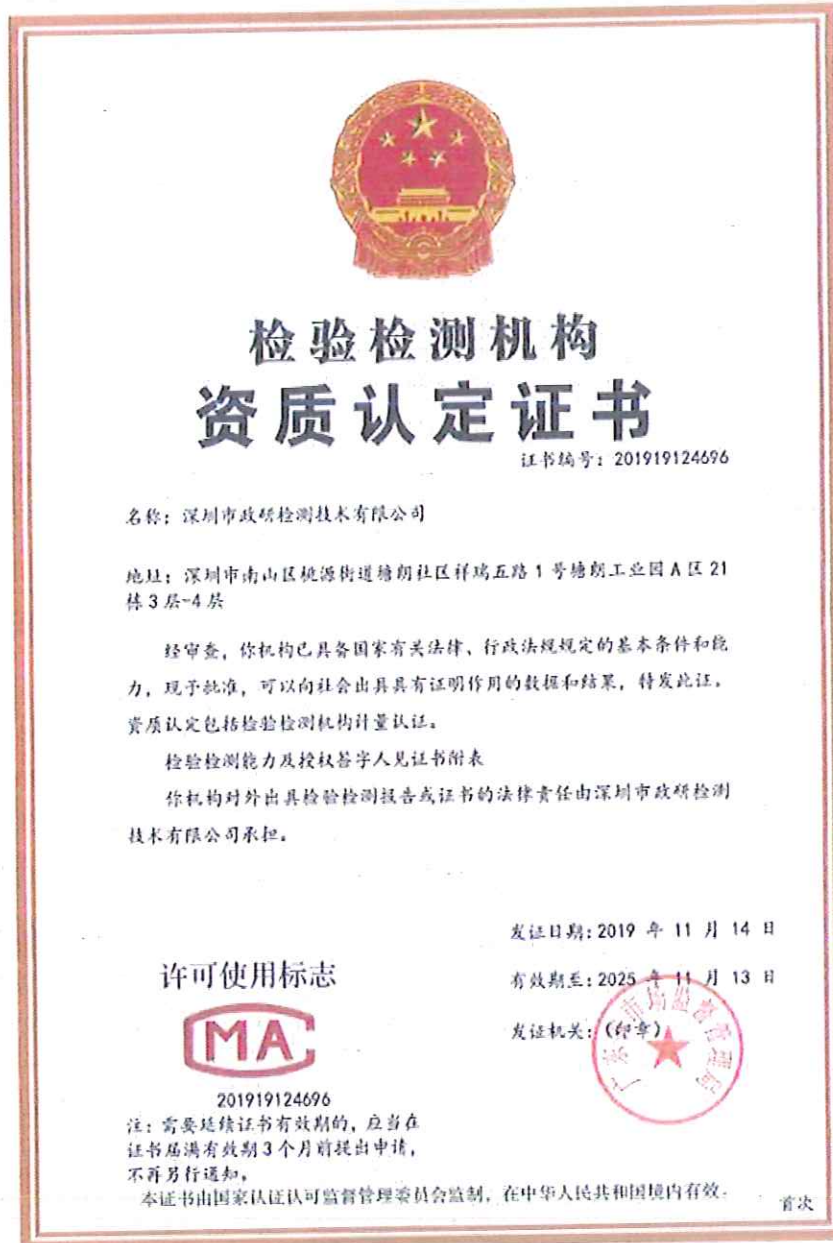 检验检测机构
资质认定证书
证书编号：201919124696
名称：深圳市政研检测技术有限公司
地址：深圳市南山区桃源街道塘朗社区祥瑞五路1号塘朗工业园A区21
栋3层-4层
经审查，你机构已具备国家有关法律、行政法规规定的基本条件和能
力，现予批准，可以向社会出具具有证明作用的数据和结果，特发此证。
资质认定包括检验检测机构计量认证。
检验检测能力及授权签字人见证书附表
你机构对外出具检验检测报告或证书的法律责任由深圳市政研检测
技术有限公司承担。
发证日期：2019 年 11 月 14 日
许可使用标志
有效期至：2025 年 11 月 13 日
发证机关：（印章）
广东省市场监督管理局
MA
201919124696
注：需要延续证书有效期的，应当在
证书届满有效期3个月前提出申请，
不再另行通知。
本证书由国家认证认可监督管理委员会监制，在中华人民共和国境内有效。
首次